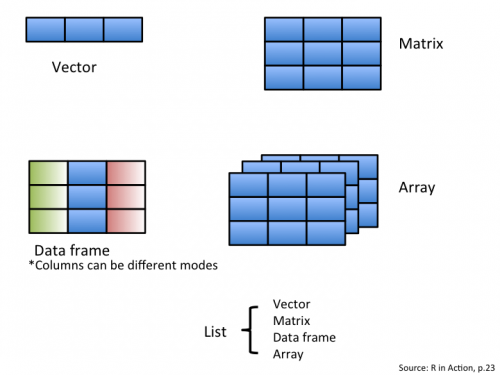 Vector
Matrix
Data frame
*Columns can be different modes
Array
List
Vector
Matrix
Data frame
Array
Source: R in Action, p.23